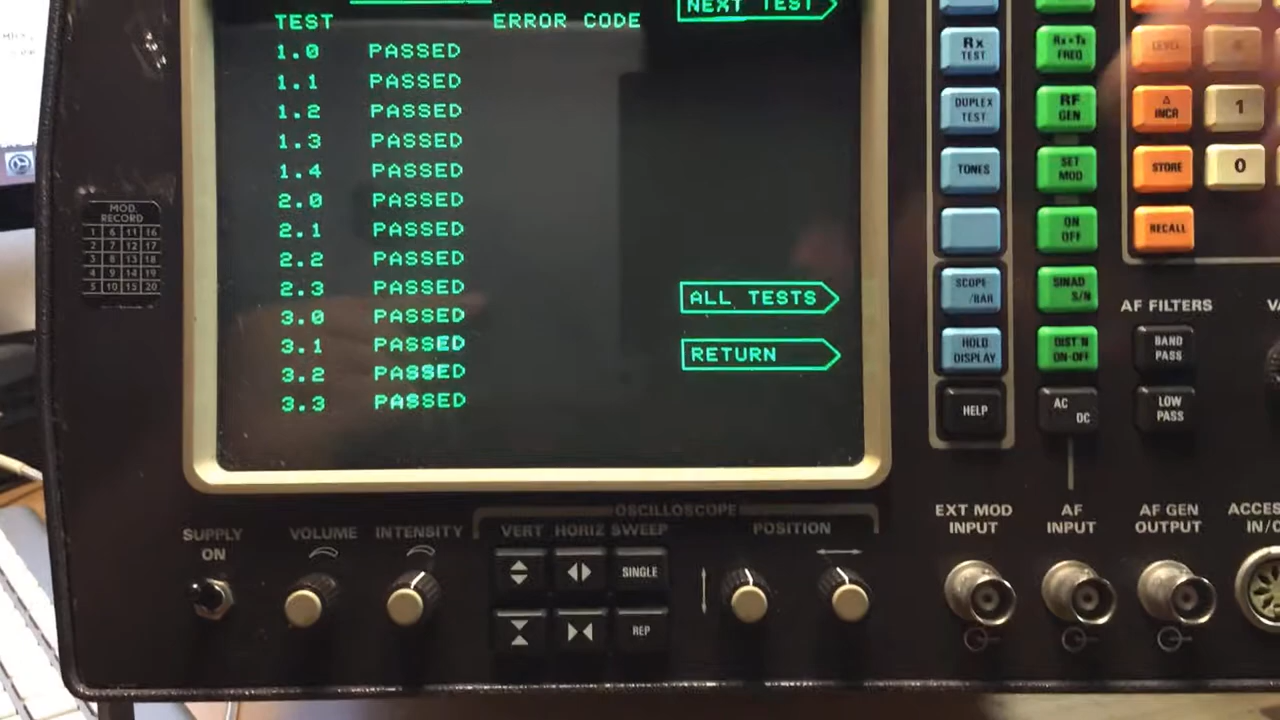 NEXT TEST
TEST ERROR CODE
1.0 PASSED
1.1 PASSED
1.2 PASSED
1.3 PASSED
1.4 PASSED
2.0 PASSED
2.1 PASSED
2.2 PASSED
2.3 PASSED
3.0 PASSED
3.1 PASSED
3.2 PASSED
3.3 PASSED
ALL TESTS
RETURN
MOD.
RECORD
1 6 11 16
2 7 12 17
3 8 13 18
4 9 14 19
5 10 15 20
Rx
TEST
DUPLEX
TEST
TONES
SCOPE
/BAR
HOLD
DISPLAY
HELP
Rx=Tx
FREQ
RF
GEN
SET
MOD
ON
OFF
SINAD
S/N
DIST'N
ON-OFF
AC
DC
LEVEL
Δ
INCR
1
STORE
0
RECALL
AF FILTERS
BAND
PASS
LOW
PASS
SUPPLY
ON
VOLUME
INTENSITY
OSCILLOSCOPE
VERT HORIZ SWEEP
POSITION
SINGLE
REP
EXT MOD
INPUT
AF
INPUT
AF GEN
OUTPUT